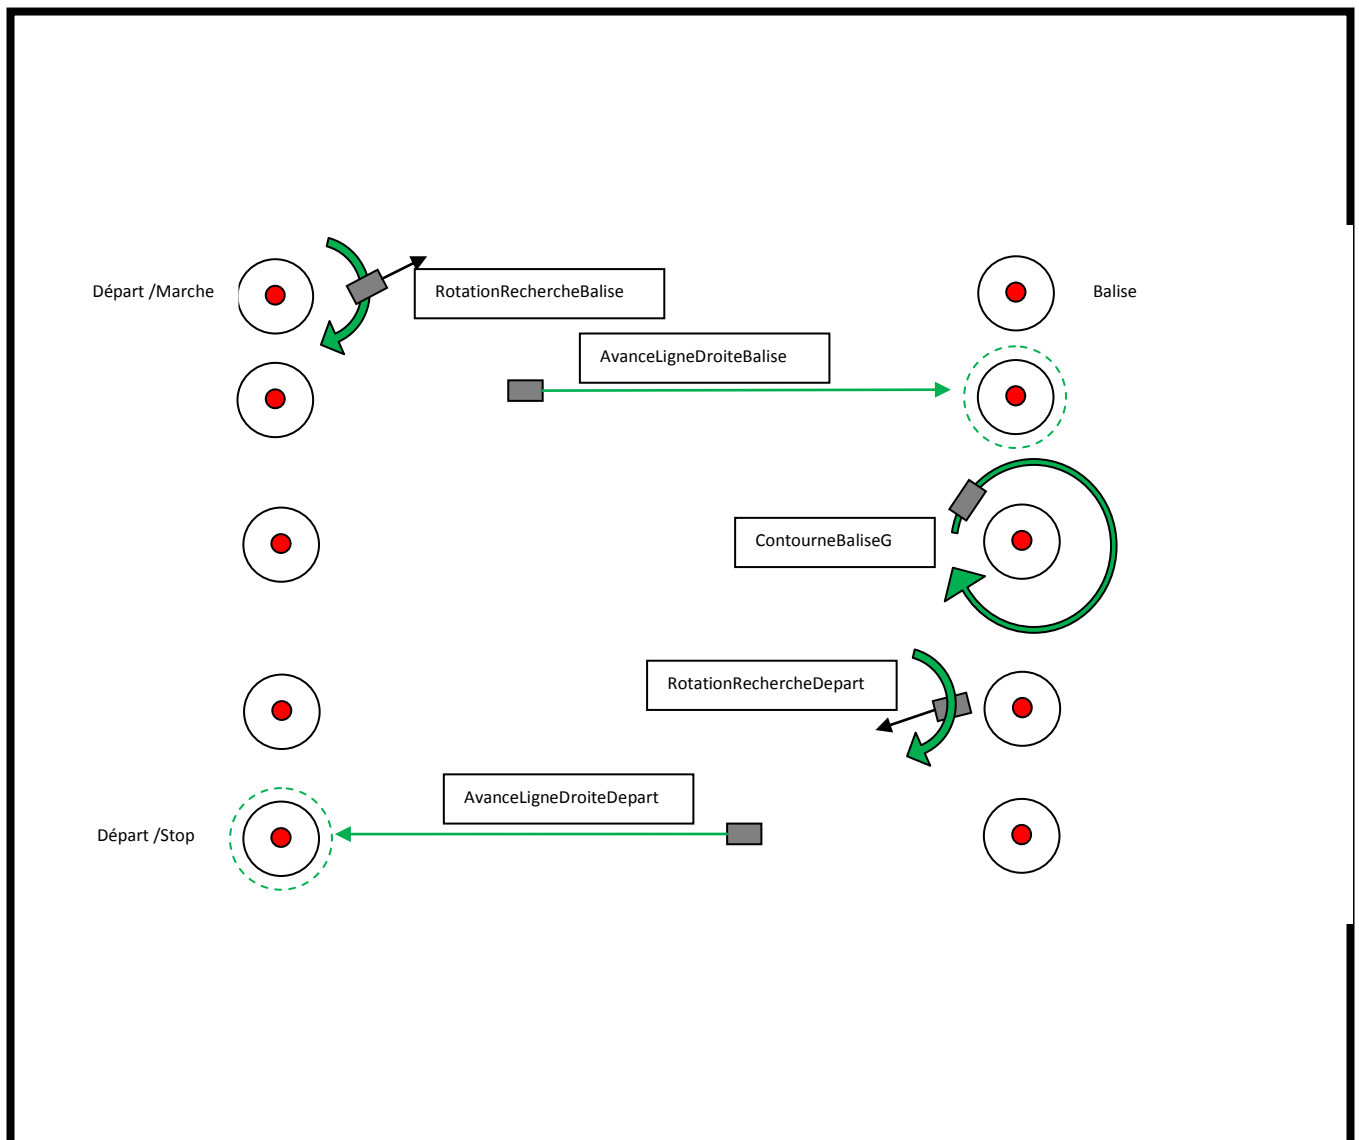 Départ /Marche
RotationRechercheBalise
Balise
AvanceLigneDroiteBalise
ContourneBaliseG
RotationRechercheDepart
AvanceLigneDroiteDepart
Départ /Stop